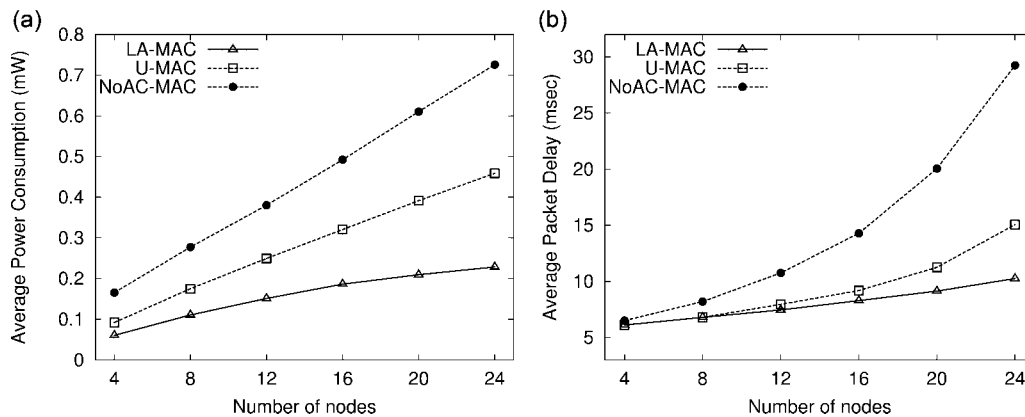 (a)
Average Power Consumption (mW)
0.8
0.7
0.6
0.5
0.4
0.3
0.2
0.1
0
LA-MAC
U-MAC
NoAC-MAC
4 8 12 16 20 24
Number of nodes
(b)
Average Packet Delay (msec)
30
25
20
15
10
5
LA-MAC
U-MAC
NoAC-MAC
4 8 12 16 20 24
Number of nodes